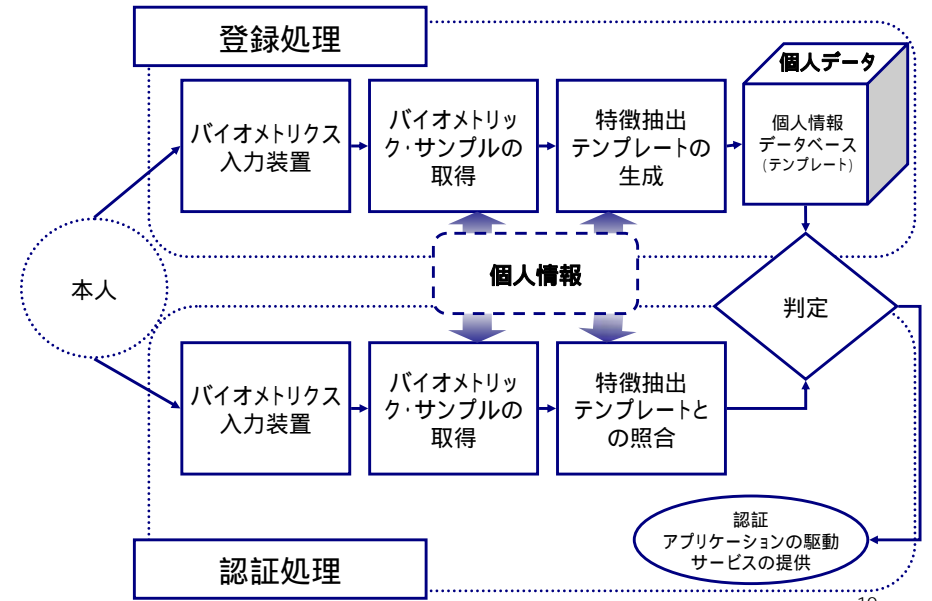 登録処理
個人データ
バイオメトリクス
入力装置
バイオメトリッ
ク・サンプルの
取得
特徴抽出
テンプレートの
生成
個人情報
データベース
(テンプレート)
本人
個人情報
判定
バイオメトリクス
入力装置
バイオメトリッ
ク・サンプルの
取得
特徴抽出
テンプレートと
の照合
認証
アプリケーションの駆動
サービスの提供
認証処理